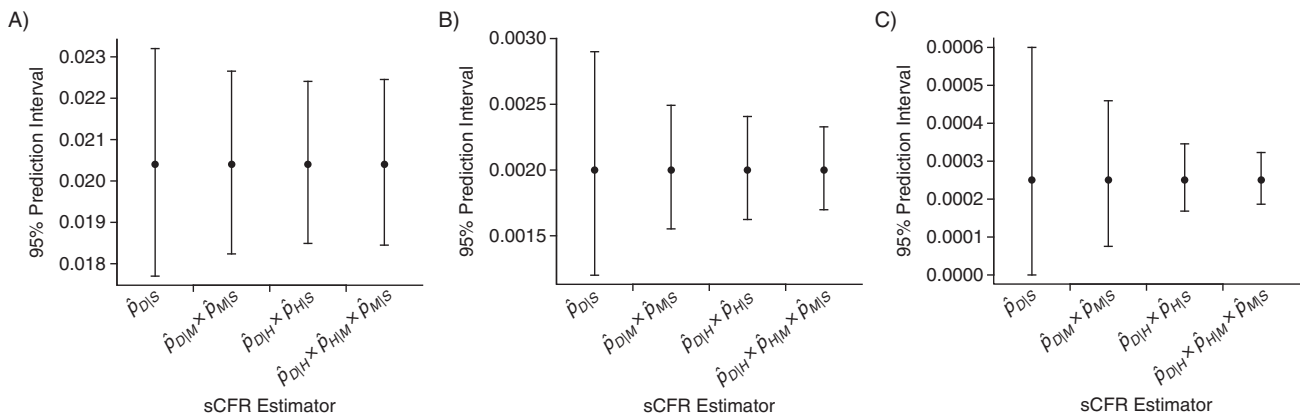 A)
95% Prediction Interval
0.023
0.022
0.021
0.020
0.019
0.018
p̂D|S
p̂D|M × p̂M|S
p̂D|H × p̂H|S
p̂D|H × p̂H|M × p̂M|S
sCFR Estimator
B)
95% Prediction Interval
0.0030
0.0025
0.0020
0.0015
p̂D|S
p̂D|M × p̂M|S
p̂D|H × p̂H|S
p̂D|H × p̂H|M × p̂M|S
sCFR Estimator
C)
95% Prediction Interval
0.0006
0.0005
0.0004
0.0003
0.0002
0.0001
0.0000
p̂D|S
p̂D|M × p̂M|S
p̂D|H × p̂H|S
p̂D|H × p̂H|M × p̂M|S
sCFR Estimator